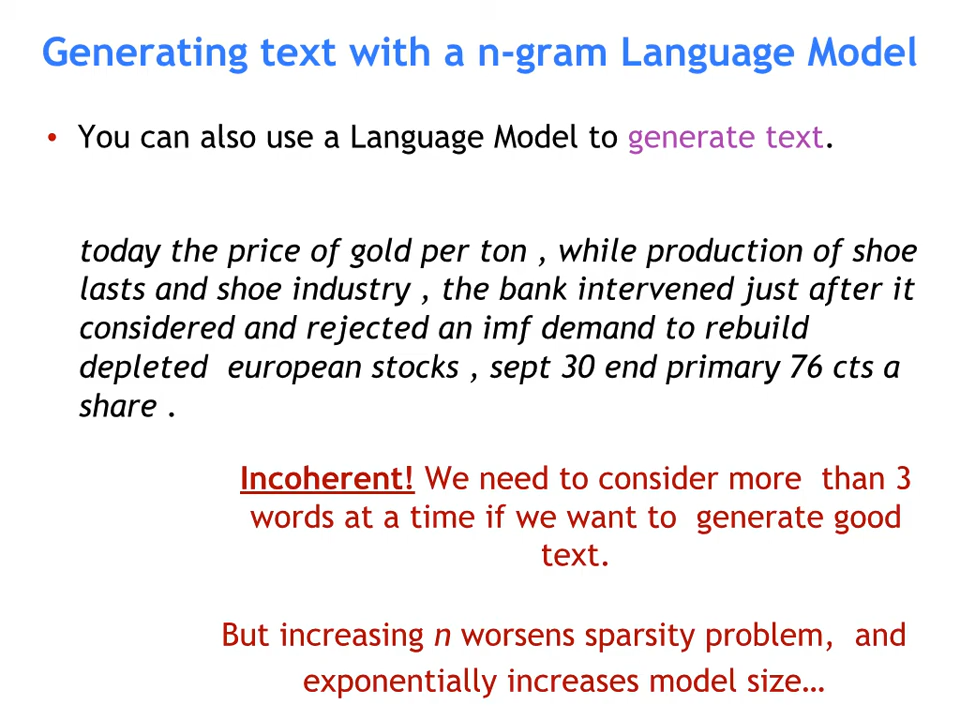 Generating text with a n-gram Language Model
• You can also use a Language Model to generate text.
today the price of gold per ton , while production of shoe
lasts and shoe industry , the bank intervened just after it
considered and rejected an imf demand to rebuild
depleted european stocks , sept 30 end primary 76 cts a
share .
Incoherent! We need to consider more than 3
words at a time if we want to generate good
text.
But increasing n worsens sparsity problem, and
exponentially increases model size…